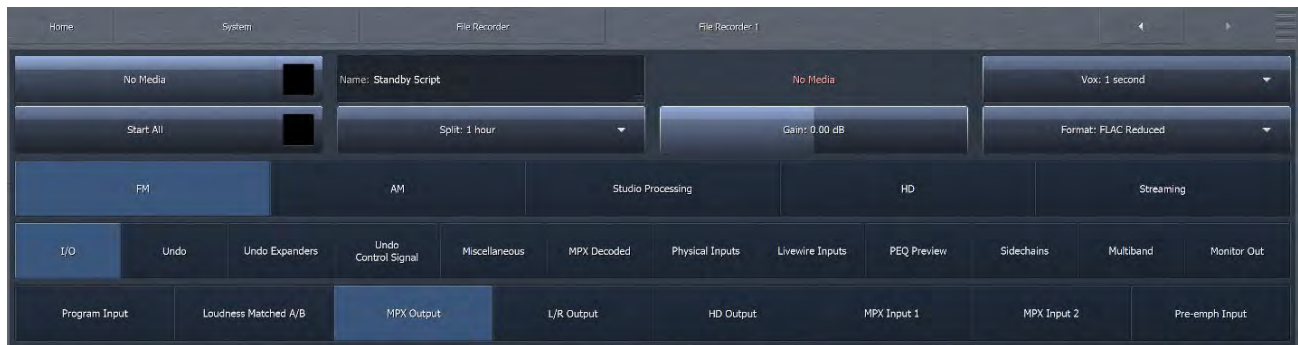 Home System File Recorder File Recorder 1
No Media Name: Standby Script No Media Vox: 1 second
Start All Split: 1 hour Gain: 0.00 dB Format: FLAC Reduced
FM AM Studio Processing HD Streaming
I/O Undo Undo Expanders Undo Control Signal Miscellaneous MPX Decoded Physical Inputs Livewire Inputs PEQ Preview Sidechains Multiband Monitor Out
Program Input Loudness Matched A/B MPX Output L/R Output HD Output MPX Input 1 MPX Input 2 Pre-emph Input